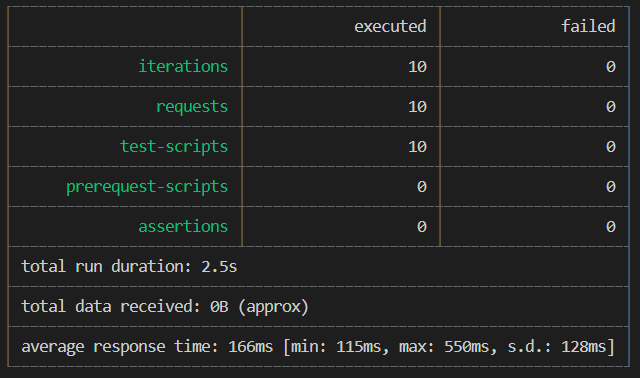 executed failed
iterations 10 0
requests 10 0
test-scripts 10 0
prerequest-scripts 0 0
assertions 0 0
total run duration: 2.5s
total data received: 0B (approx)
average response time: 166ms [min: 115ms, max: 550ms, s.d.: 128ms]